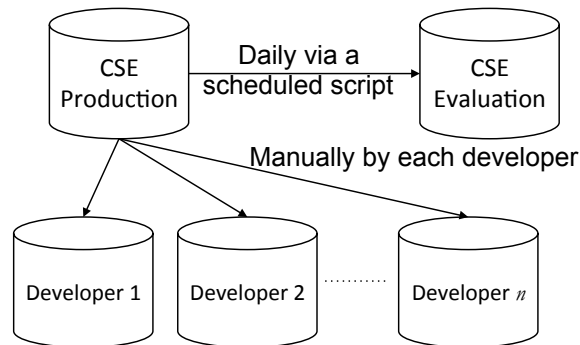 CSE
Production
Daily via a
scheduled script
CSE
Evaluation
Manually by each developer
Developer 1
Developer 2
............
Developer n